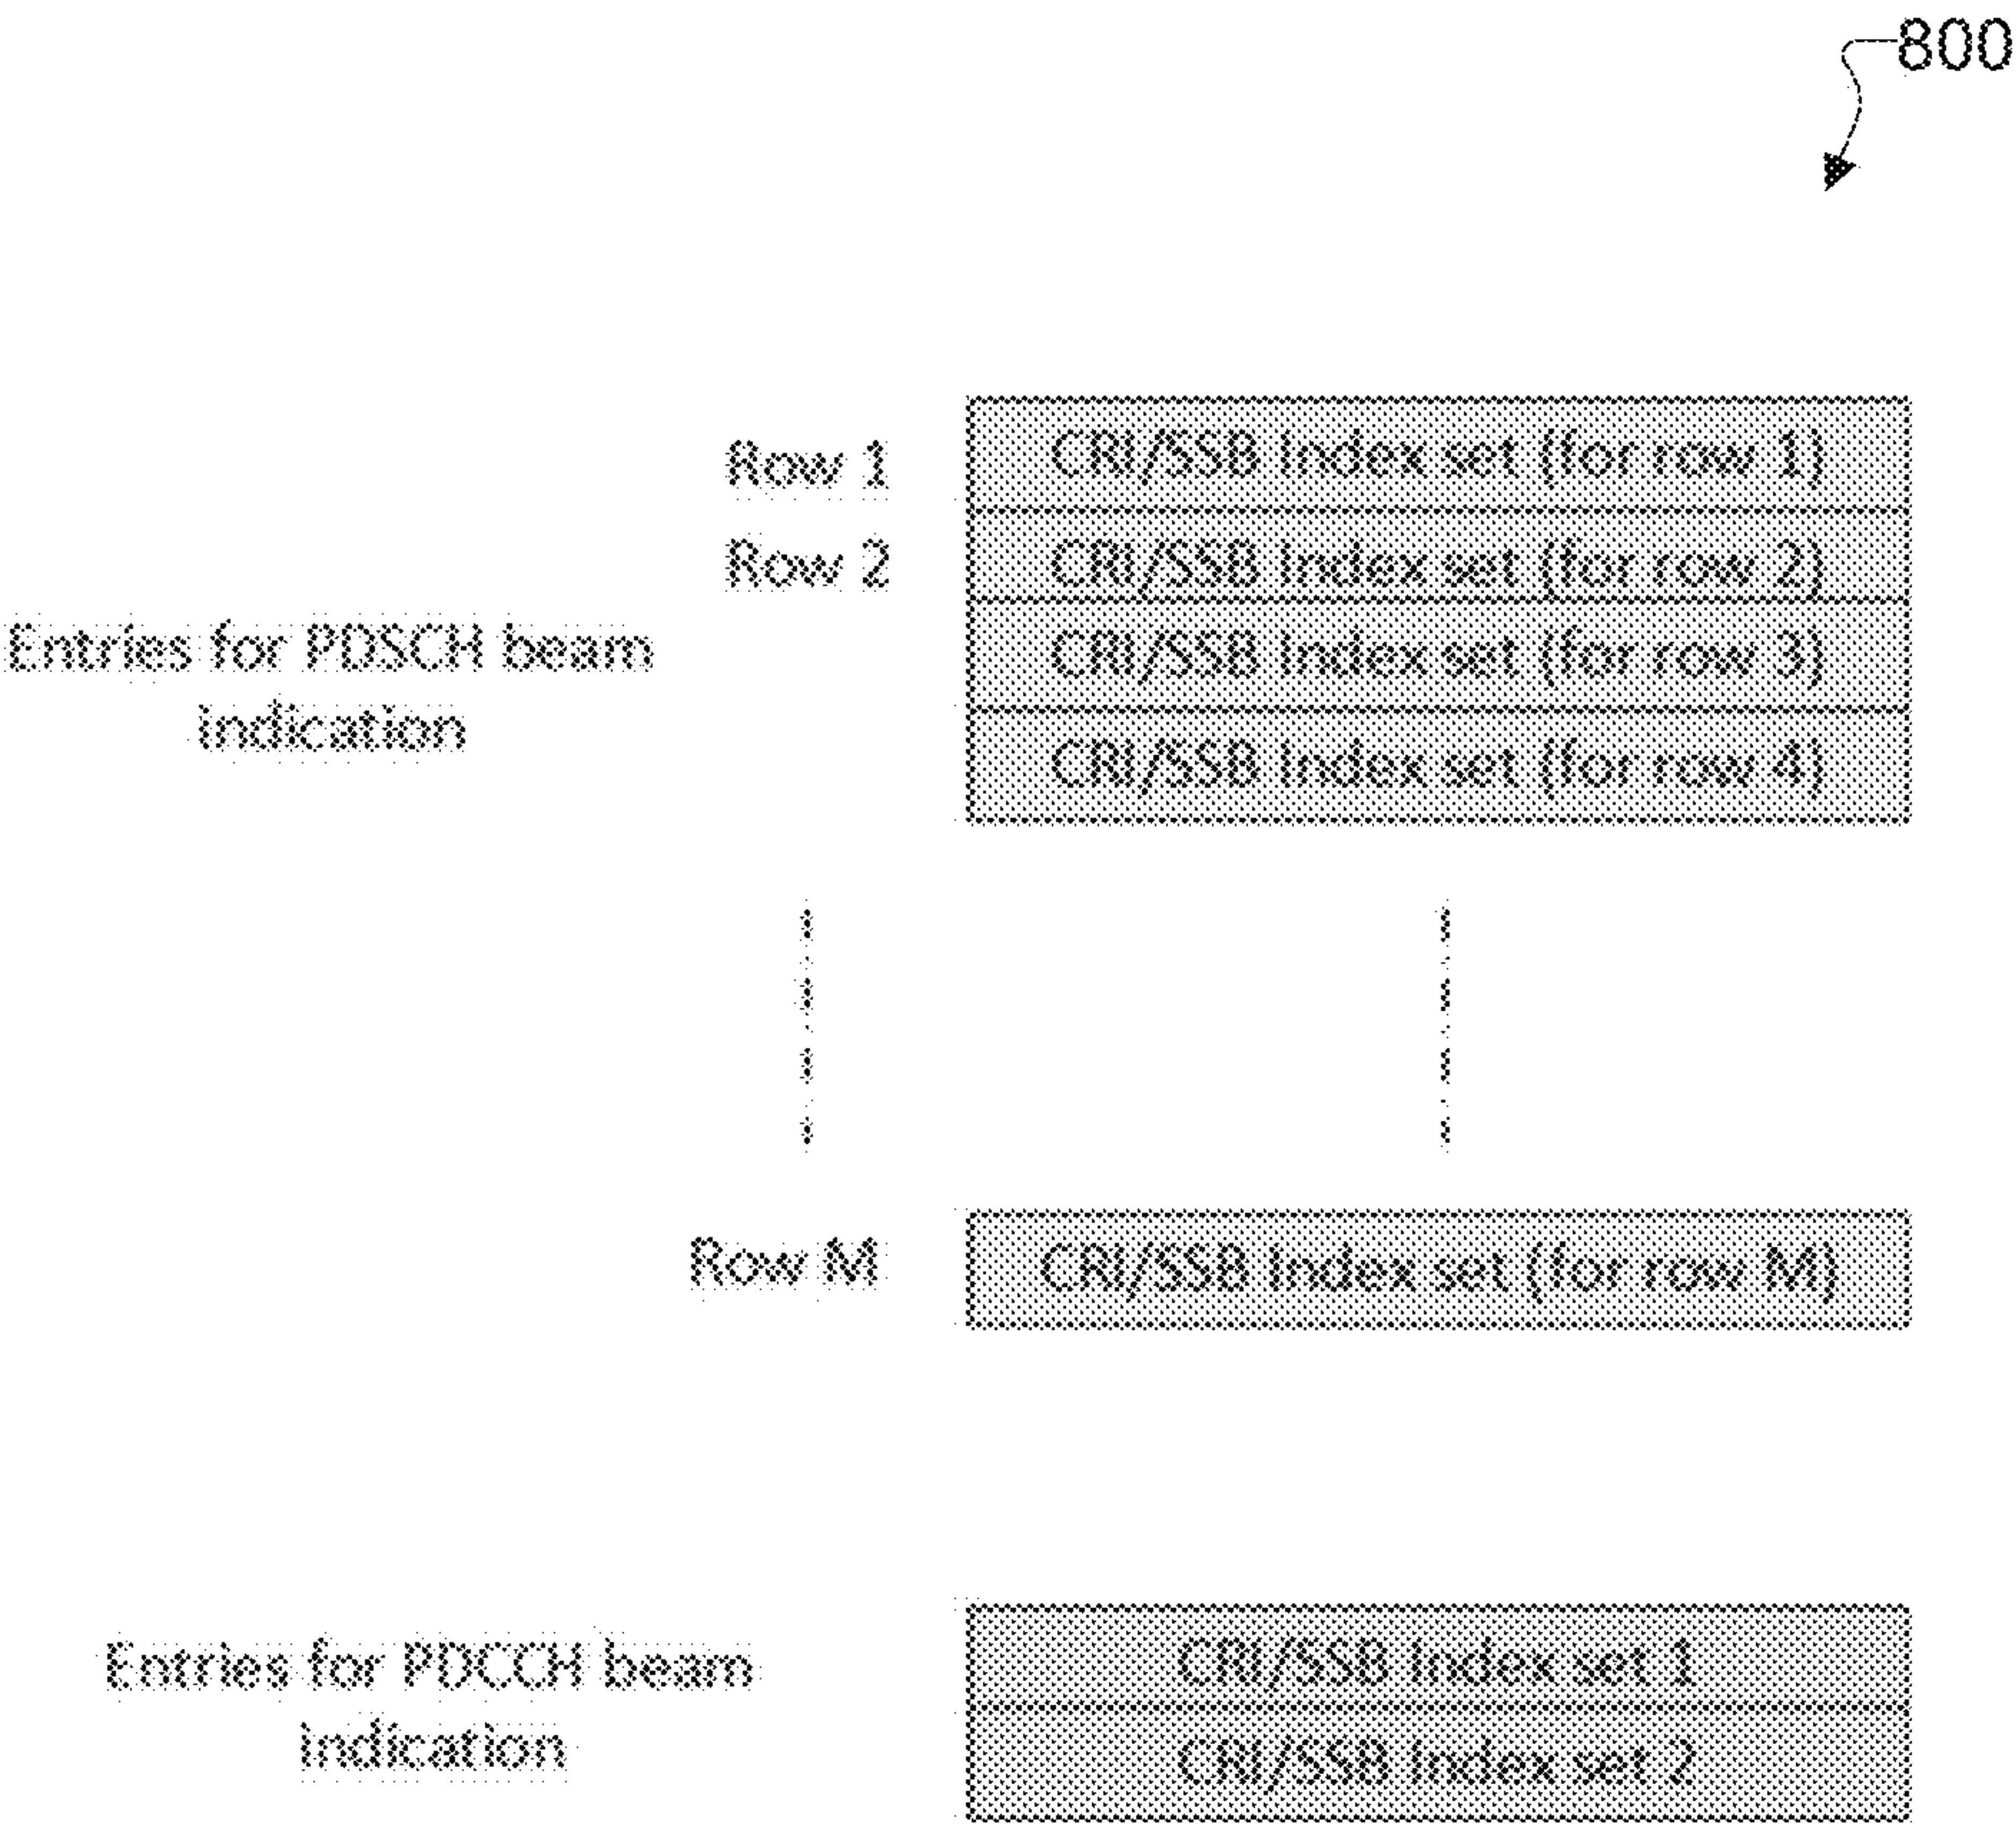 800
Row 1
CRI/SSB Index set (for row 1)
Row 2
CRI/SSB Index set (for row 2)
Entries for PDSCH beam
indication
CRI/SSB Index set (for row 3)
CRI/SSB Index set (for row 4)
Row M
CRI/SSB Index set (for row M)
Entries for PDCCH beam
indication
CRI/SSB Index set 1
CRI/SSB Index set 2